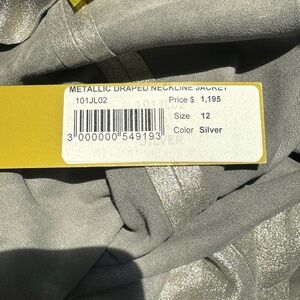 METALLIC DRAPED NECKLINE JACKET
101JL02 Price $ 1,195
Size 12
3 000000 549193 Color Silver